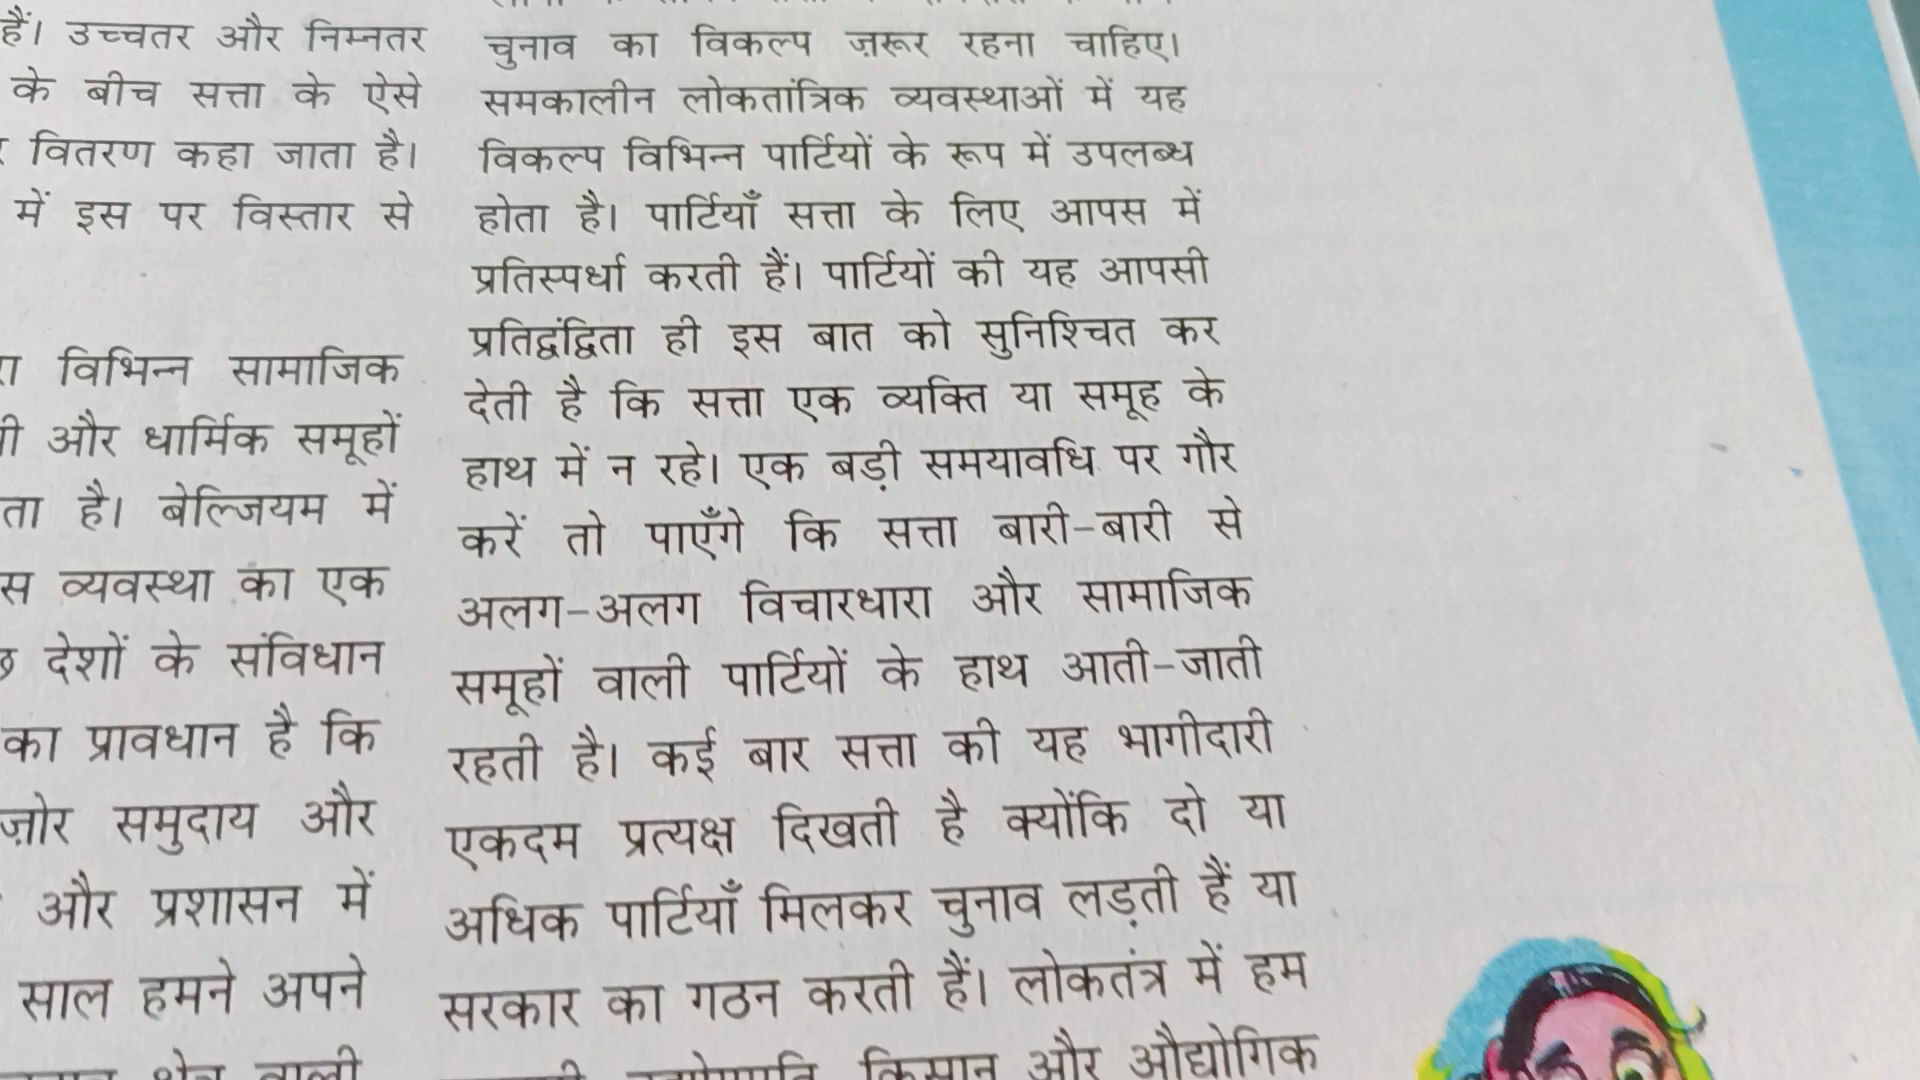 हैं। उच्चतर और निम्नतर
के बीच सत्ता के ऐसे
वितरण कहा जाता है।
में इस पर विस्तार से
विभिन्न सामाजिक
और धार्मिक समूहों
ता है। बेल्जियम में
स व्यवस्था का एक
देशों के संविधान
का प्रावधान है कि
ज़ोर समुदाय और
और प्रशासन में
साल हमने अपने
वाली
चुनाव का विकल्प ज़रूर रहना चाहिए।
समकालीन लोकतांत्रिक व्यवस्थाओं में यह
विकल्प विभिन्न पार्टियों के रूप में उपलब्ध
होता है। पार्टियाँ सत्ता के लिए आपस में
प्रतिस्पर्धा करती हैं। पार्टियों की यह आपसी
प्रतिद्वंद्विता ही इस बात को सुनिश्चित कर
देती है कि सत्ता एक व्यक्ति या समूह के
हाथ में न रहे। एक बड़ी समयावधि पर गौर
करें तो पाएँगे कि सत्ता बारी-बारी से
अलग-अलग विचारधारा और सामाजिक
समूहों वाली पार्टियों के हाथ आती-जाती
रहती है। कई बार सत्ता की यह भागीदारी
एकदम प्रत्यक्ष दिखती है क्योंकि दो या
अधिक पार्टियाँ मिलकर चुनाव लड़ती हैं या
सरकार का गठन करती हैं। लोकतंत्र में हम
किसान और औद्योगिक